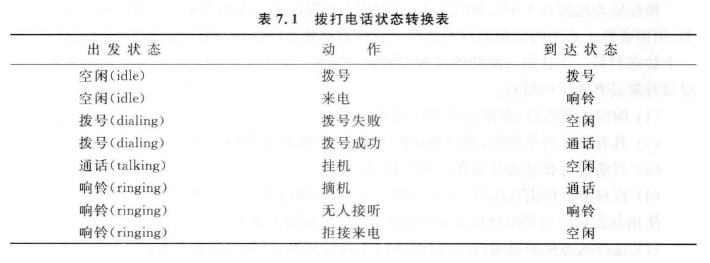 表 7.1 拨打电话状态转换表
出发状态 动 作 到达状态
空闲(idle) 拨号 拨号
空闲(idle) 来电 响铃
拨号(dialing) 拨号失败 空闲
拨号(dialing) 拨号成功 通话
通话(talking) 挂机 空闲
响铃(ringing) 摘机 通话
响铃(ringing) 无人接听 响铃
响铃(ringing) 拒接来电 空闲